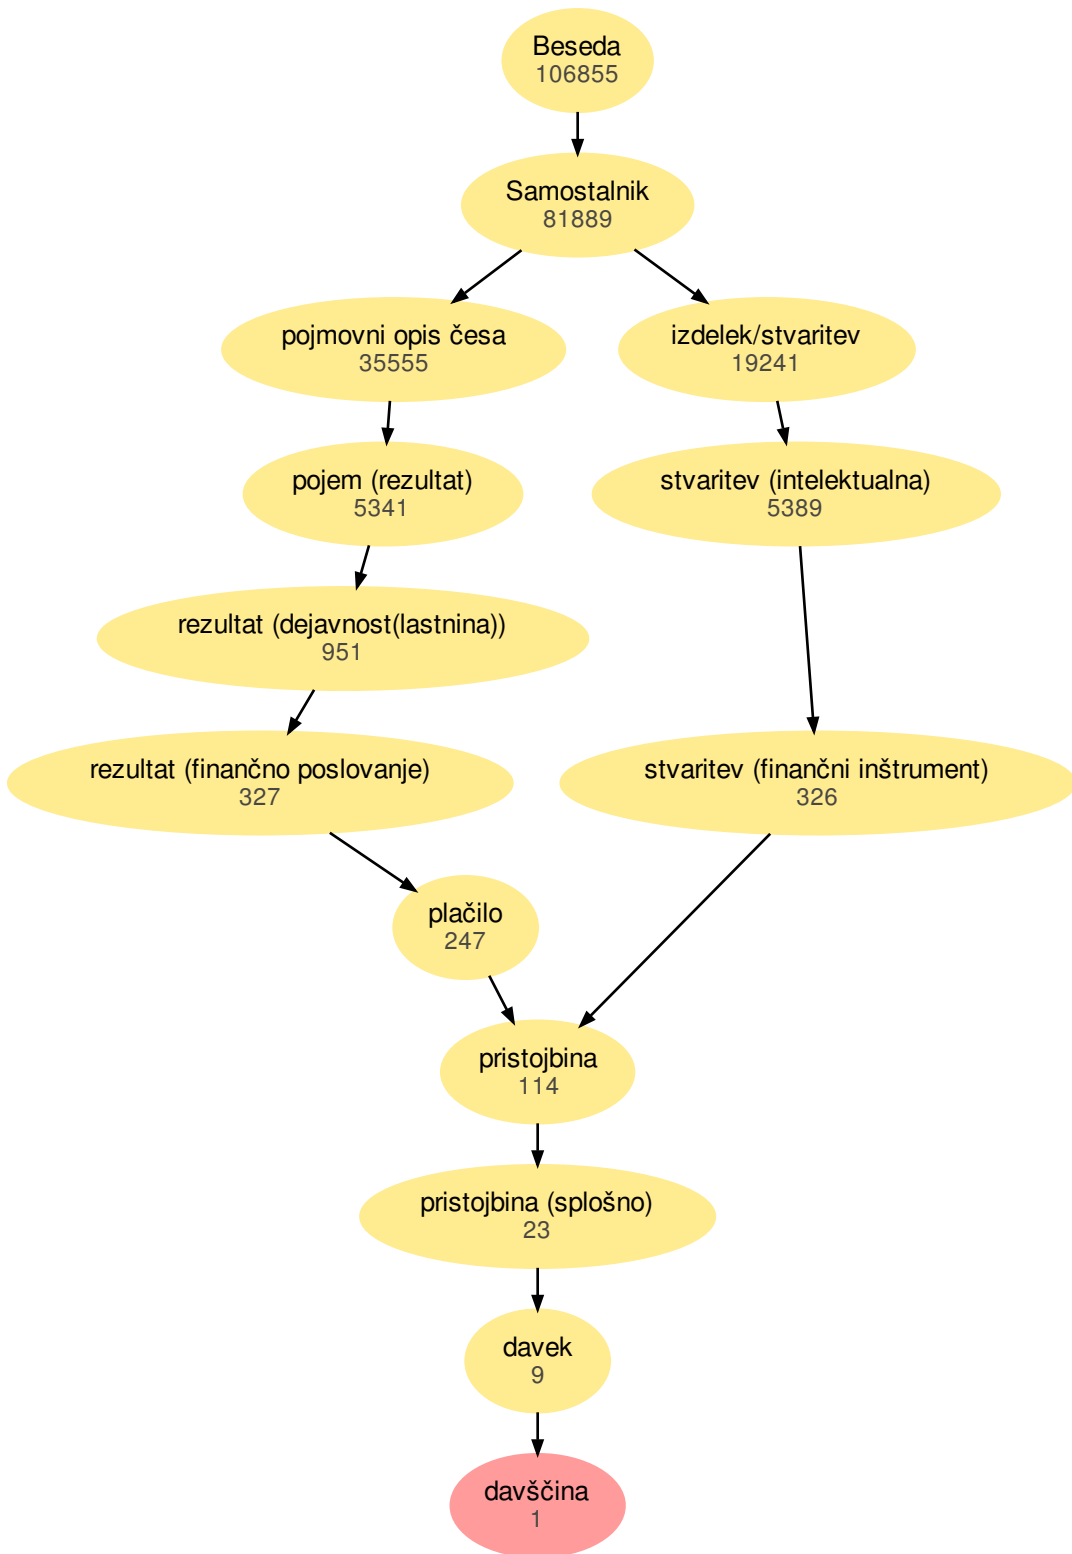 Beseda
106855
Samostalnik
81889
pojmovni opis česa
35555
izdelek/stvaritev
19241
pojem (rezultat)
5341
stvaritev (intelektualna)
5389
rezultat (dejavnost(lastnina))
951
rezultat (finančno poslovanje)
327
stvaritev (finančni inštrument)
326
plačilo
247
pristojbina
114
pristojbina (splošno)
23
davek
9
davščina
1